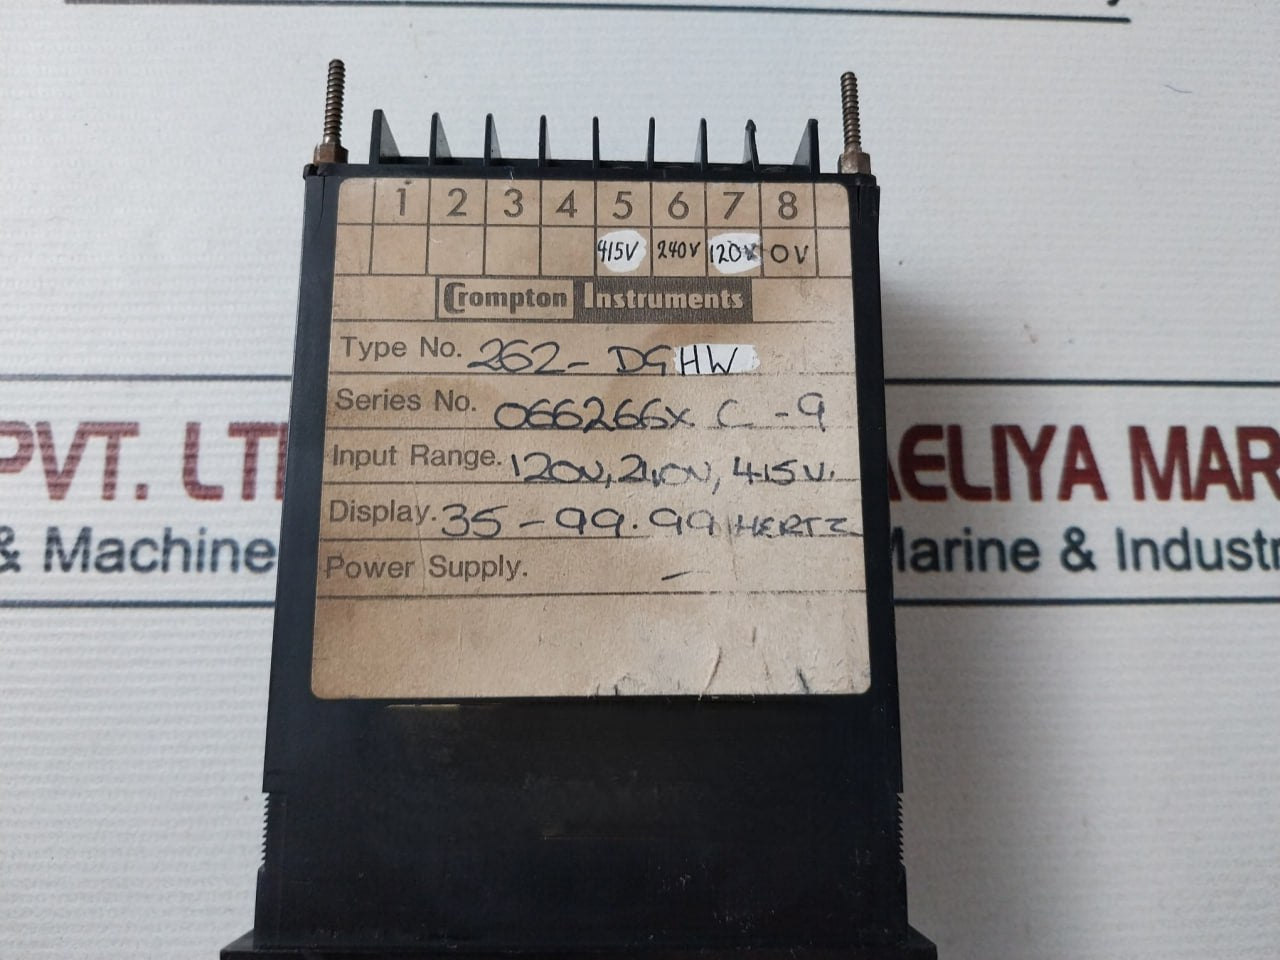 1 2 3 4 5 6 7 8
415V 240V 120V 0V
Crompton Instruments
Type No. 262-DGHW
Series No. 066266X C-9
Input Range. 120V, 240V, 415V.
Display. 35-99.99 HERTZ
Power Supply. -
PVT. LT
AELIYA MAR
& Machine
Marine & Industr